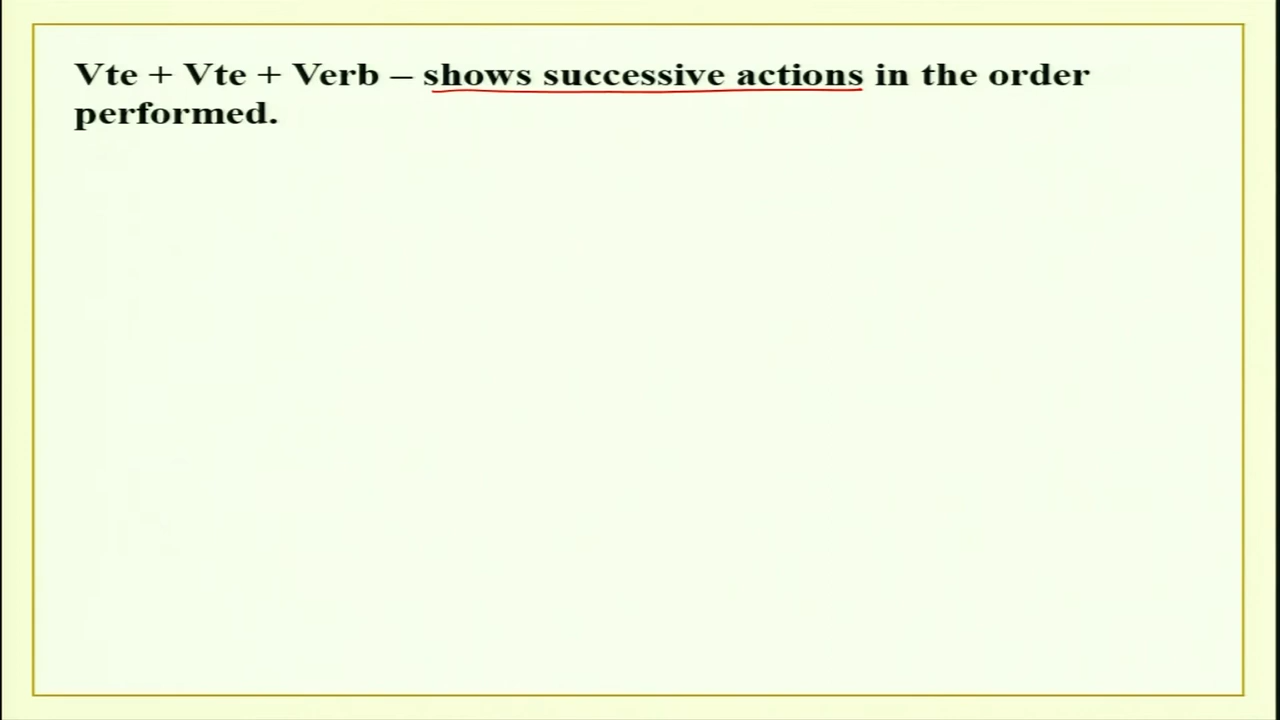 Vte + Vte + Verb – shows successive actions in the order
performed.